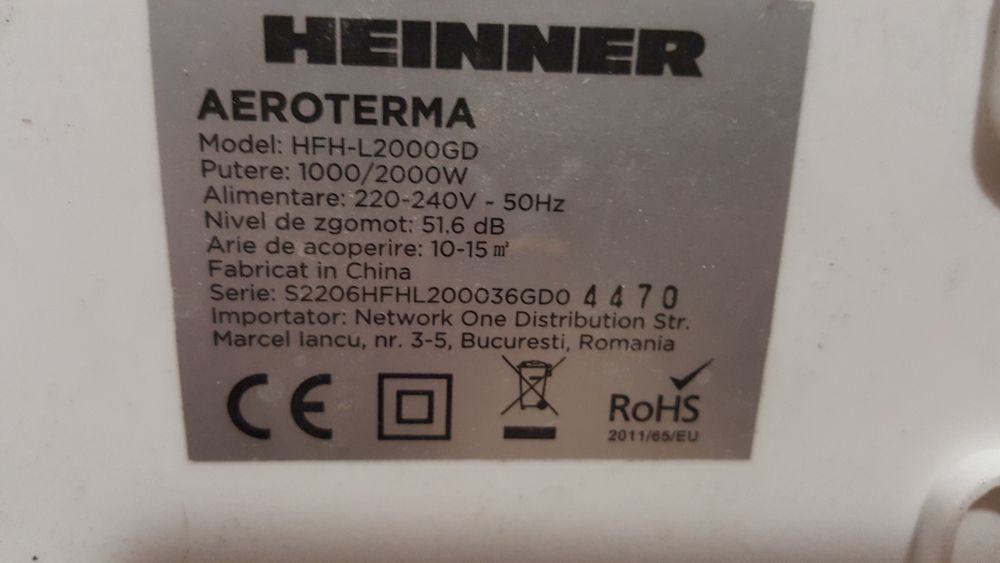 HEINNER
AEROTERMA
Model: HFH-L2000GD
Putere: 1000/2000W
Alimentare: 220-240V - 50Hz
Nivel de zgomot: 51.6 dB
Arie de acoperire: 10-15 ㎡
Fabricat in China
Serie: S2206HFHL200036GD0 4470
Importator: Network One Distribution Str.
Marcel Iancu, nr. 3-5, Bucuresti, Romania
CE
RoHS
2011/65/EU